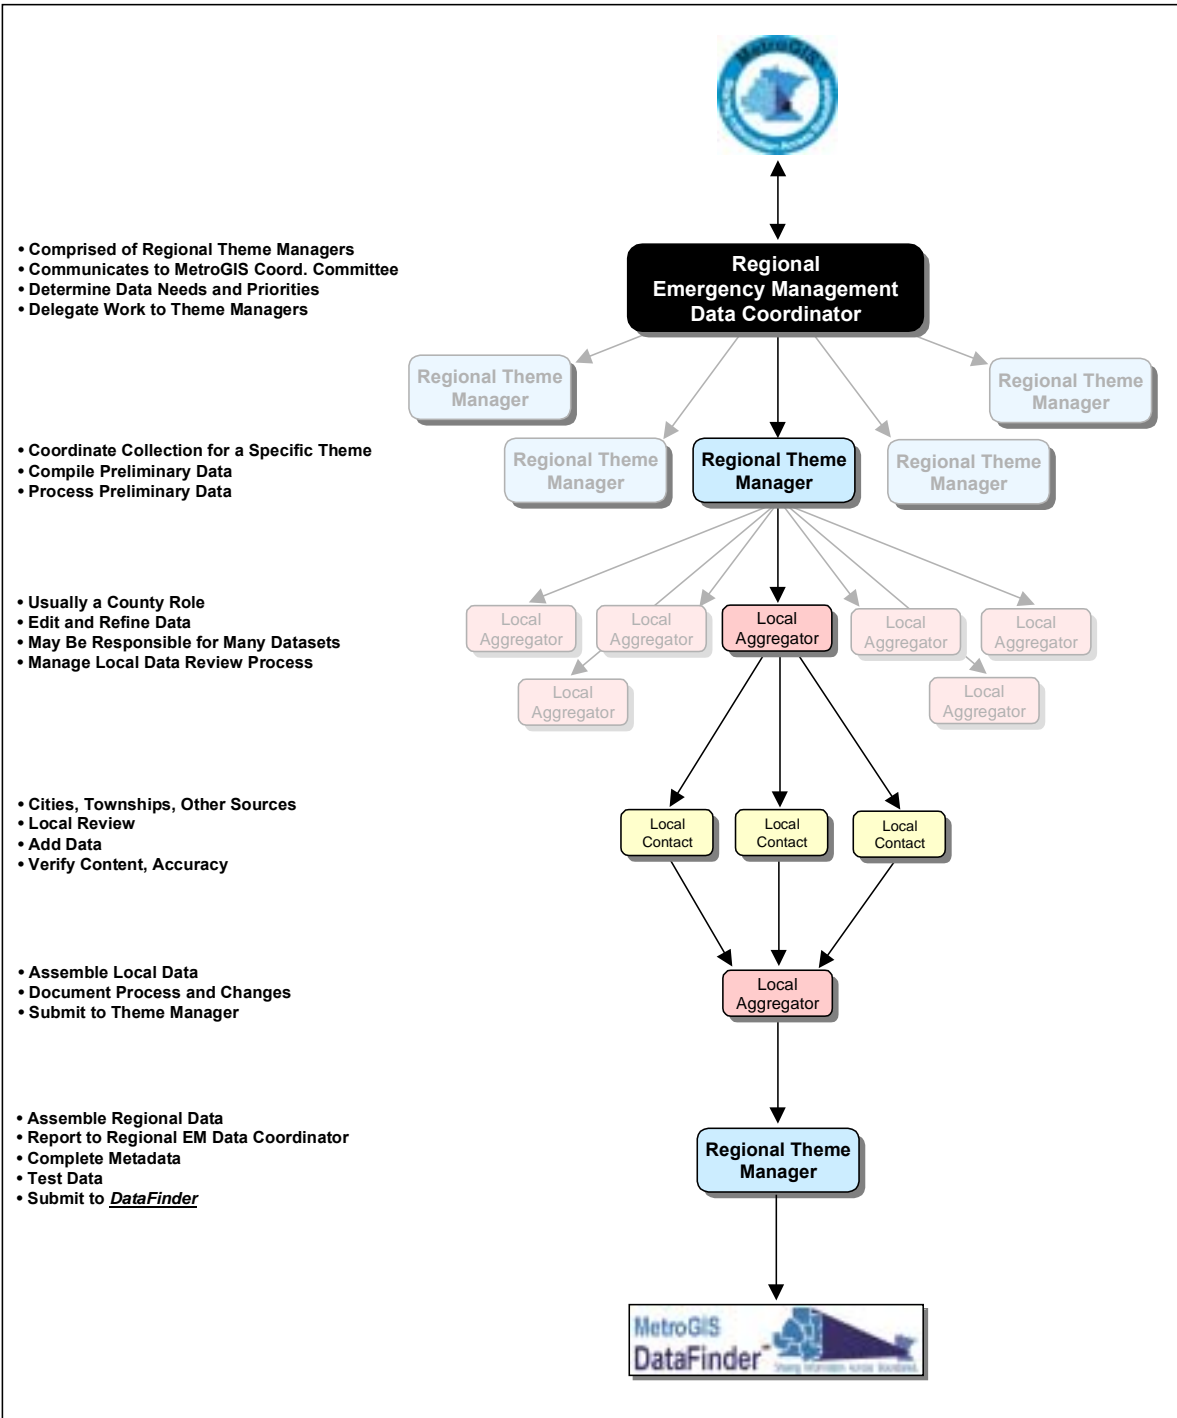 MetroGIS
• Comprised of Regional Theme Managers
• Communicates to MetroGIS Coord. Committee
• Determine Data Needs and Priorities
• Delegate Work to Theme Managers
Regional
Emergency Management
Data Coordinator
Regional Theme
Manager
Regional Theme
Manager
• Coordinate Collection for a Specific Theme
• Compile Preliminary Data
• Process Preliminary Data
Regional Theme
Manager
Regional Theme
Manager
Regional Theme
Manager
• Usually a County Role
• Edit and Refine Data
• May Be Responsible for Many Datasets
• Manage Local Data Review Process
Local
Aggregator
Local
Aggregator
Local
Aggregator
Local
Aggregator
Local
Aggregator
Local
Aggregator
Local
Aggregator
• Cities, Townships, Other Sources
• Local Review
• Add Data
• Verify Content, Accuracy
Local
Contact
Local
Contact
Local
Contact
• Assemble Local Data
• Document Process and Changes
• Submit to Theme Manager
Local
Aggregator
• Assemble Regional Data
• Report to Regional EM Data Coordinator
• Complete Metadata
• Test Data
• Submit to DataFinder
Regional Theme
Manager
MetroGIS
DataFinder
Sharing Information Across Boundaries